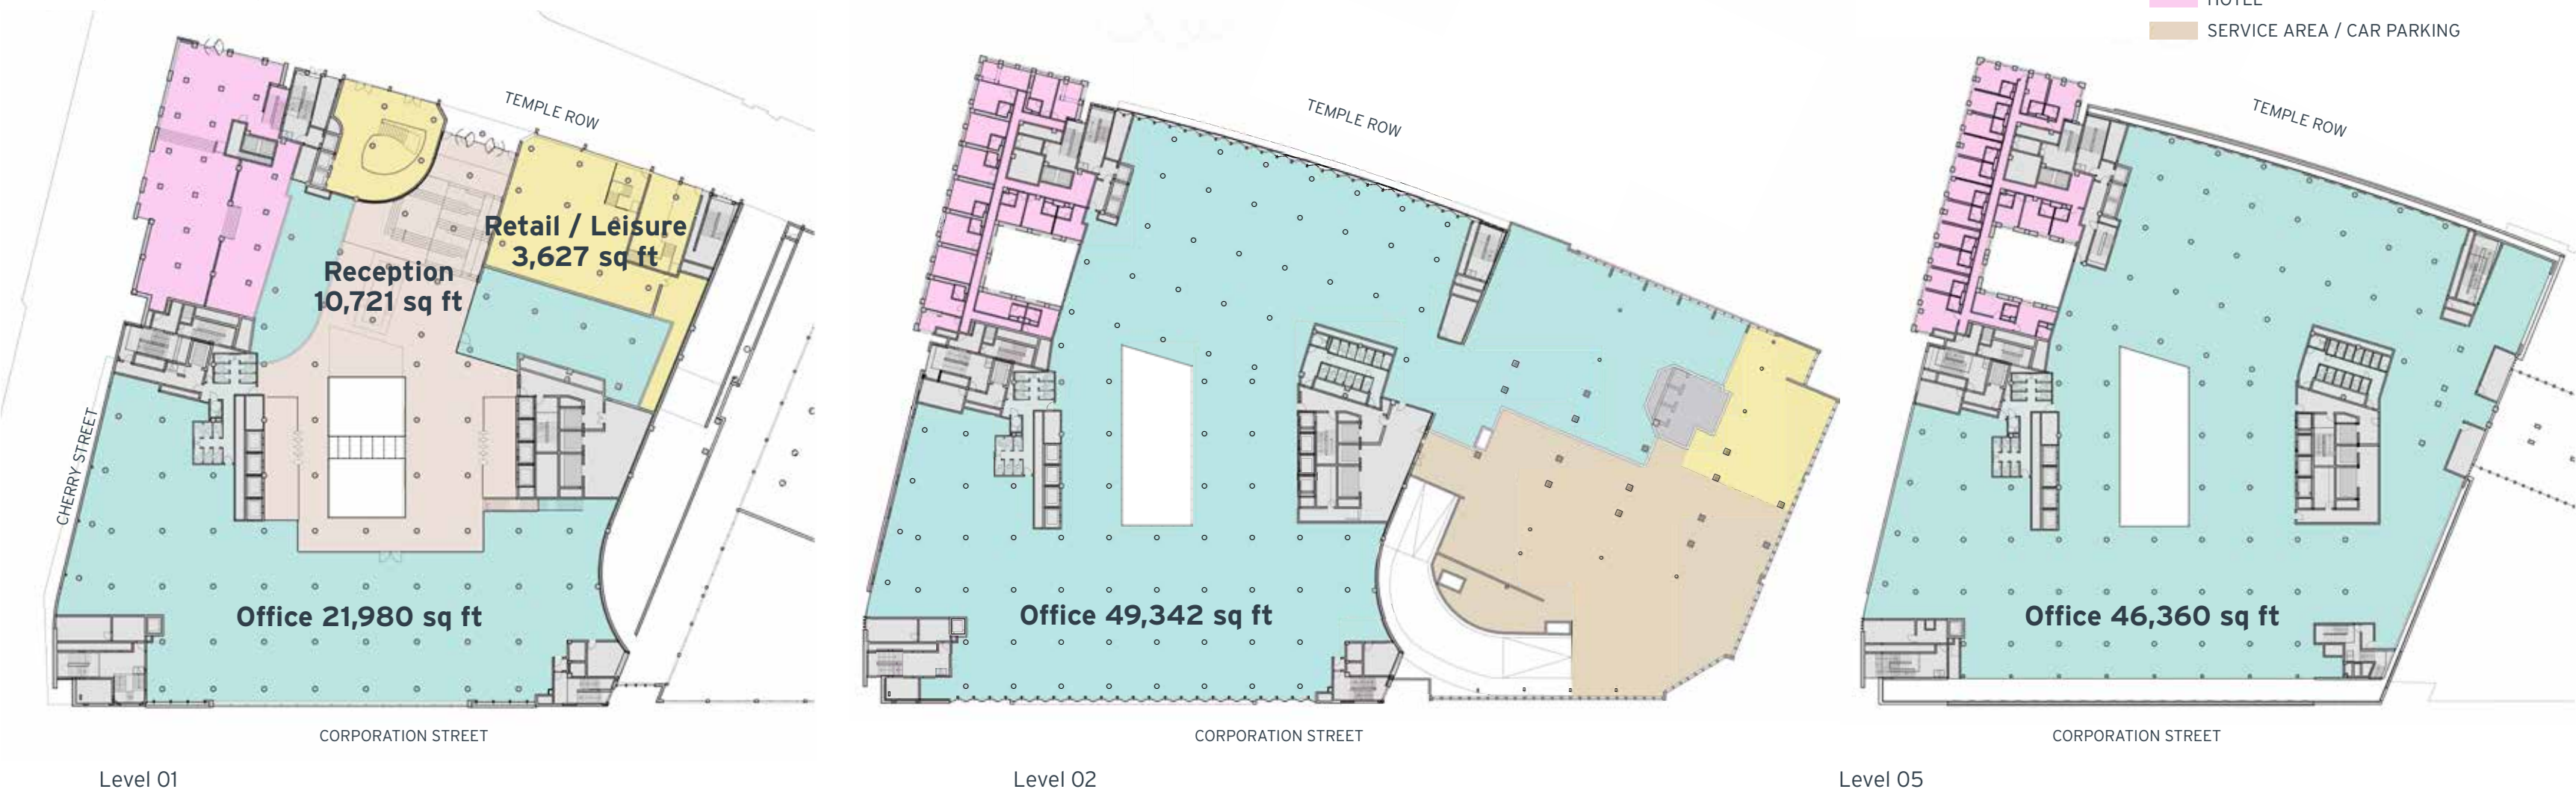 HOTEL
SERVICE AREA / CAR PARKING
TEMPLE ROW
Retail / Leisure
3,627 sq ft
Reception
10,721 sq ft
CHERRY STREET
Office 21,980 sq ft
CORPORATION STREET
Level 01
TEMPLE ROW
Office 49,342 sq ft
CORPORATION STREET
Level 02
TEMPLE ROW
Office 46,360 sq ft
CORPORATION STREET
Level 05